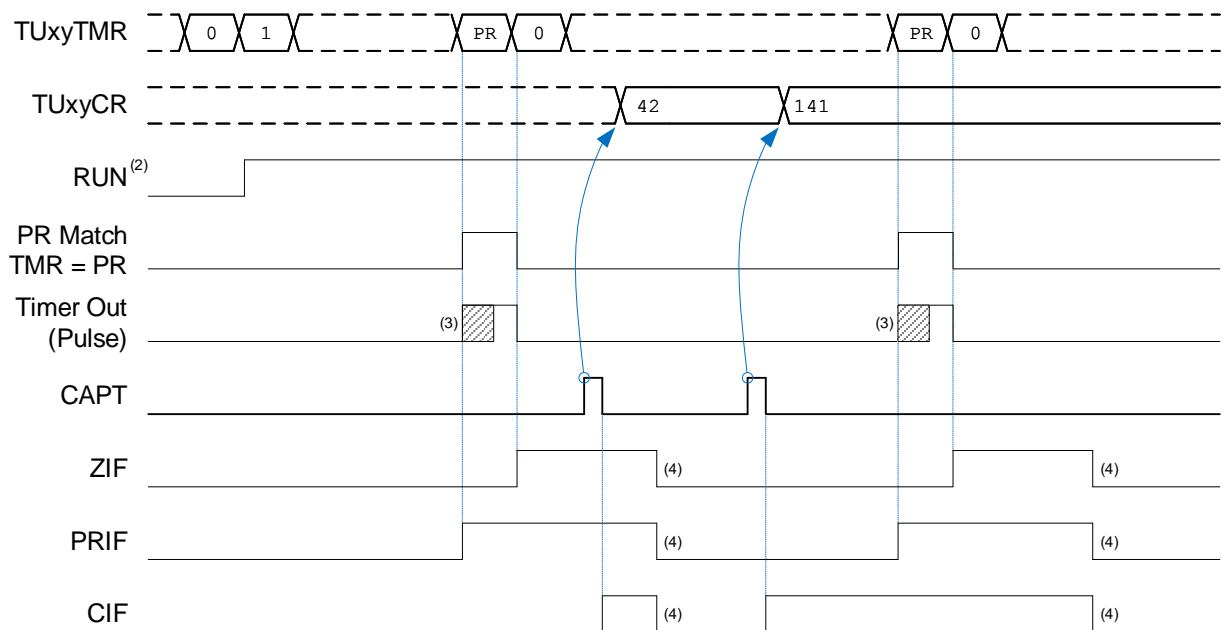 TUxyTMR 0 1 PR 0 PR 0
TUxyCR 42 141
RUN(2)
PR Match
TMR = PR
Timer Out
(Pulse) (3) (3)
CAPT
ZIF (4) (4)
PRIF (4) (4)
CIF (4) (4)